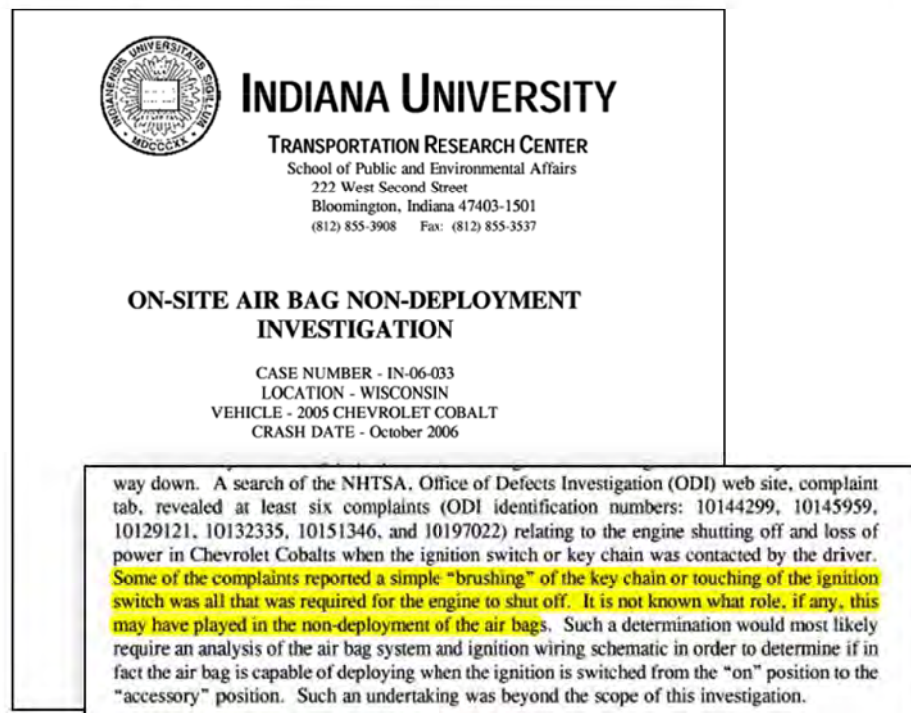 INDIANENSIS UNIVERSITATIS SIGILLUM
MDCCCXX
INDIANA UNIVERSITY
TRANSPORTATION RESEARCH CENTER
School of Public and Environmental Affairs
222 West Second Street
Bloomington, Indiana 47403-1501
(812) 855-3908 Fax: (812) 855-3537
ON-SITE AIR BAG NON-DEPLOYMENT
INVESTIGATION
CASE NUMBER - IN-06-033
LOCATION - WISCONSIN
VEHICLE - 2005 CHEVROLET COBALT
CRASH DATE - October 2006
way down. A search of the NHTSA, Office of Defects Investigation (ODI) web site, complaint
tab, revealed at least six complaints (ODI identification numbers: 10144299, 10145959,
10129121, 10132335, 10151346, and 10197022) relating to the engine shutting off and loss of
power in Chevrolet Cobalts when the ignition switch or key chain was contacted by the driver.
Some of the complaints reported a simple “brushing” of the key chain or touching of the ignition
switch was all that was required for the engine to shut off. It is not known what role, if any, this
may have played in the non-deployment of the air bags. Such a determination would most likely
require an analysis of the air bag system and ignition wiring schematic in order to determine if in
fact the air bag is capable of deploying when the ignition is switched from the “on” position to the
“accessory” position. Such an undertaking was beyond the scope of this investigation.